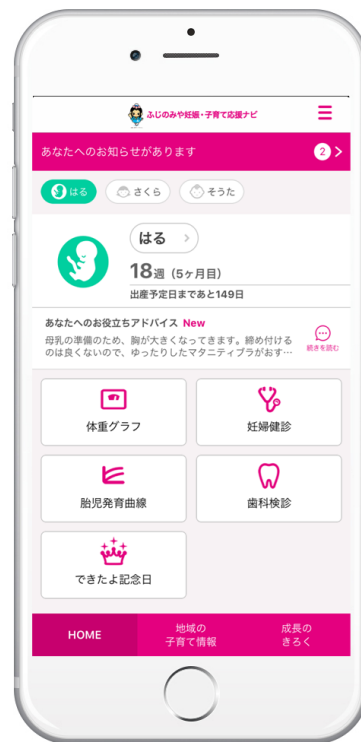 ふじのみや妊娠・子育て応援ナビ
あなたへのお知らせがあります 2
はる さくら そうた
はる
18週(5ヶ月目)
出産予定日まであと149日
あなたへのお役立ちアドバイス New
母乳の準備のため、胸が大きくなってきます。締め付ける
のは良くないので、ゆったりしたマタニティブラがおす…
続きを読む
体重グラフ
妊婦健診
胎児発育曲線
歯科検診
できたよ記念日
HOME
地域の
子育て情報
成長の
きろく